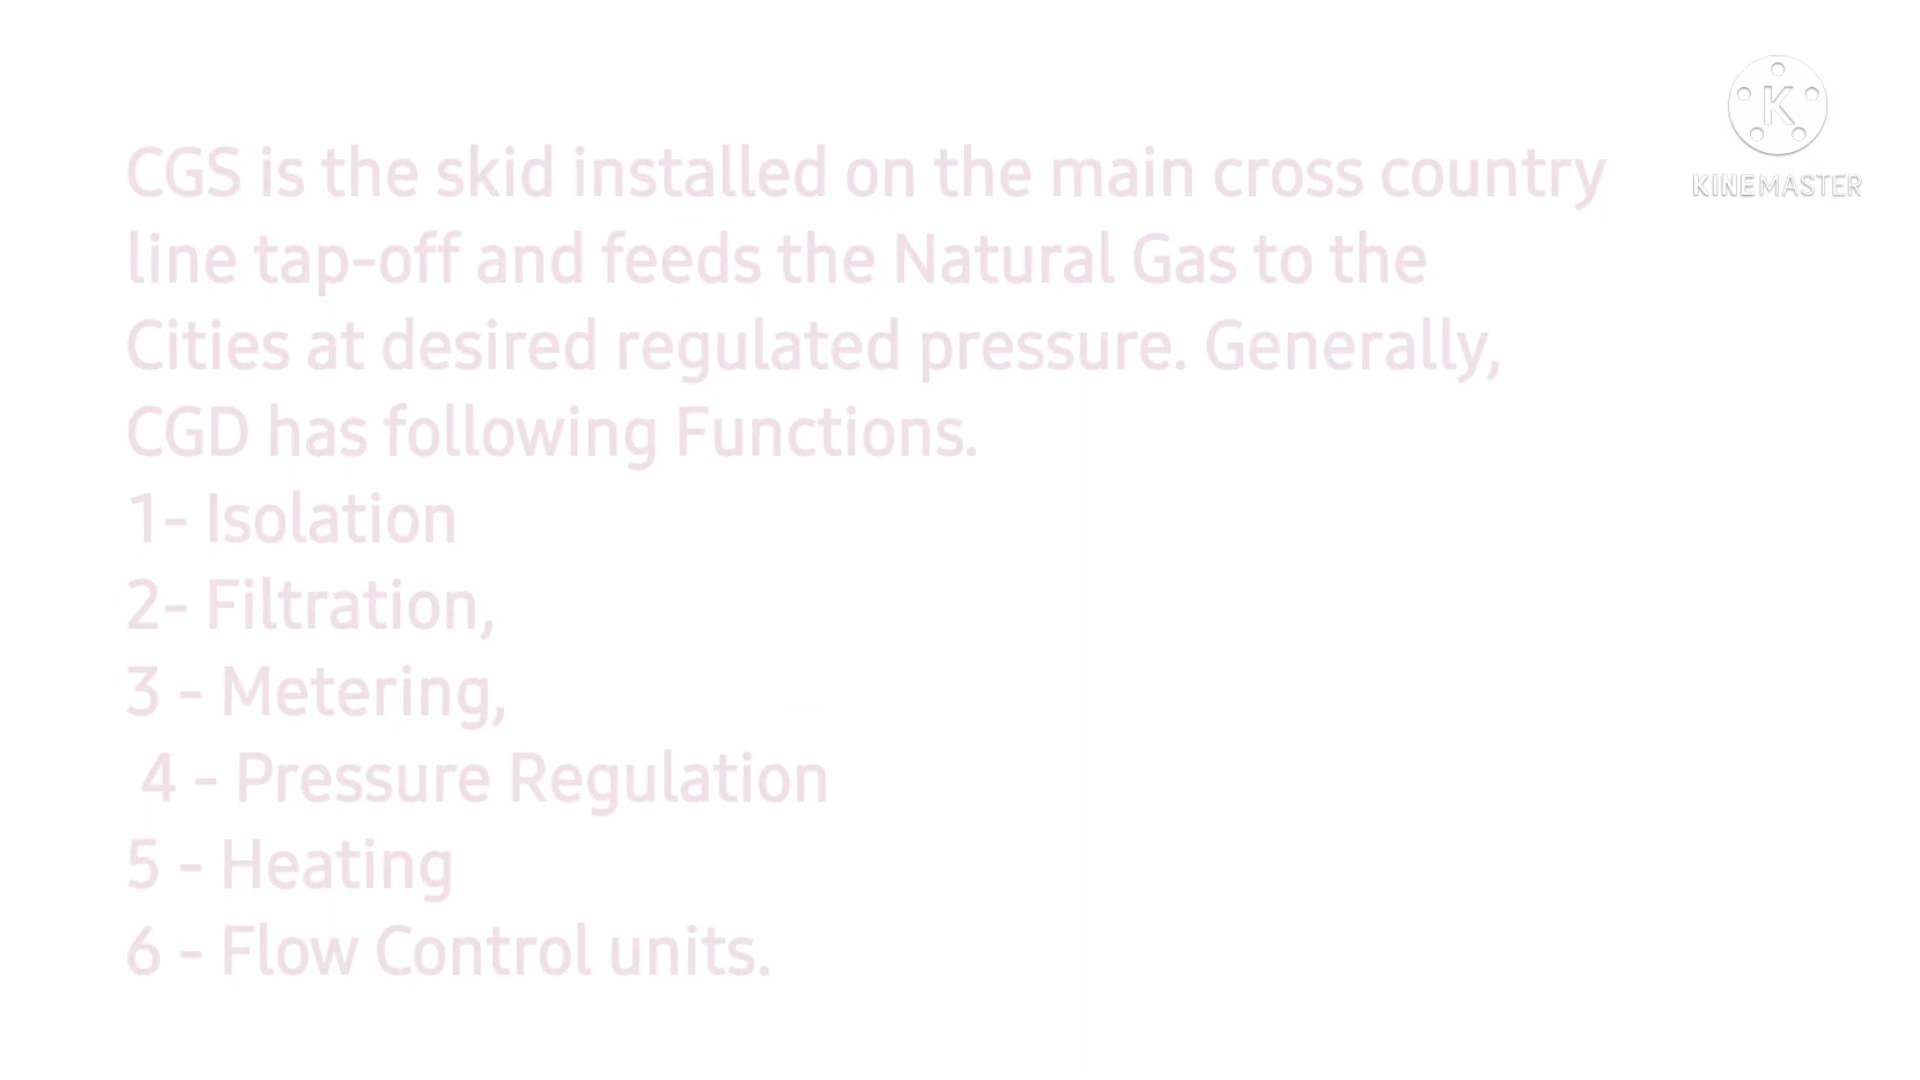 CGS is the skid installed on the main cross country
line tap-off and feeds the Natural Gas to the
Cities at desired regulated pressure. Generally,
CGD has following Functions.
1- Isolation
2- Filtration,
3 - Metering,
4 - Pressure Regulation
5 - Heating
6 - Flow Control units.
K
KINEMASTER